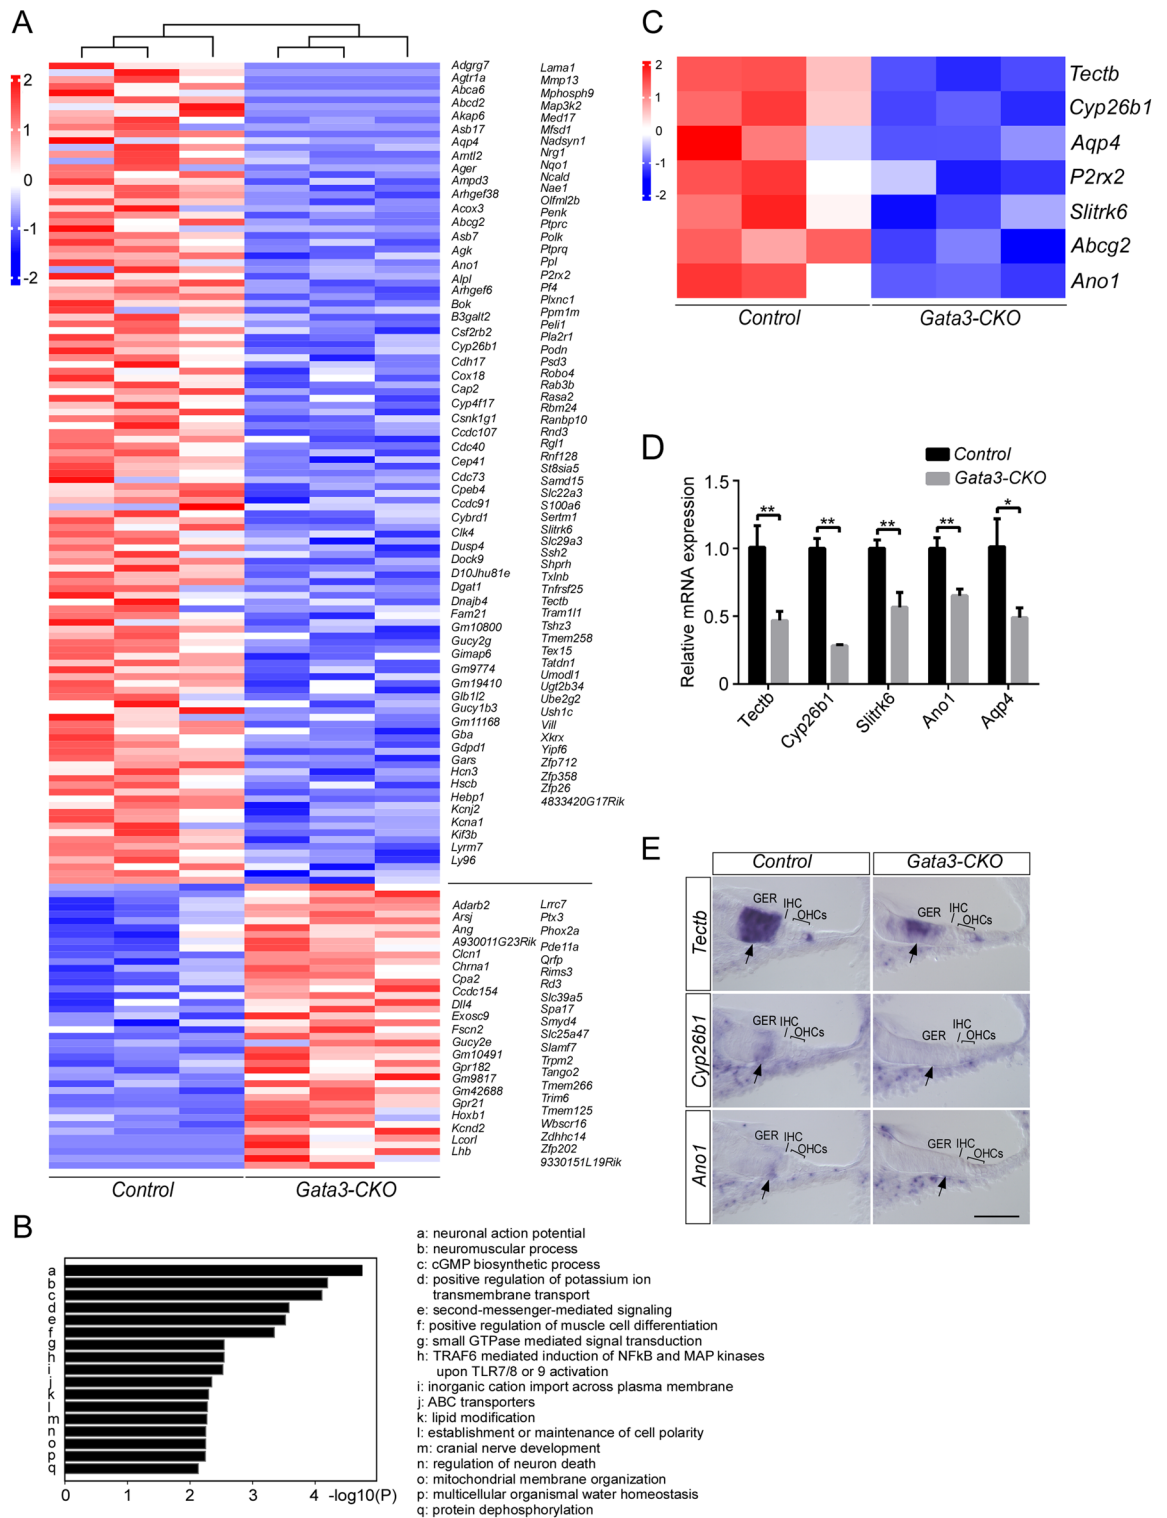 A
2
1
0
-1
-2
Adgrg7
Agtr1a
Abca6
Abcd2
Akap6
Asb17
Aqp4
Arntl2
Ager
Ampd3
Arhgef38
Acox3
Abcg2
Asb7
Agk
Ano1
Alpl
Arhgef6
Bok
B3galt2
Csf2rb2
Cyp26b1
Cdh17
Cox18
Cap2
Cyp4f17
Csnk1g1
Ccdc107
Cdc40
Cep41
Cdc73
Cpeb4
Ccdc91
Cybrd1
Clk4
Dusp4
Dock9
D10Jhu81e
Dgat1
Dnajb4
Fam21
Gm10800
Gucy2g
Gimap6
Gm9774
Gm19410
Glb1l2
Gucy1b3
Gm11168
Gba
Gdpd1
Gars
Hcn3
Hscb
Hebp1
Kcnj2
Kcna1
Kif3b
Lyrm7
Ly96
Lama1
Mmp13
Mphosph9
Map3k2
Med17
Mfsd1
Nadsyn1
Nrg1
Nqo1
Ncald
Nae1
Olfml2b
Penk
Ptprc
Polk
Ptprq
Ppl
P2rx2
Pf4
Plxnc1
Ppm1m
Peli1
Pla2r1
Podn
Psd3
Robo4
Rab3b
Rasa2
Rbm24
Ranbp10
Rnd3
Rgl1
Rnf128
St8sia5
Samd15
Slc22a3
S100a6
Sertm1
Slitrk6
Slc29a3
Ssh2
Shprh
Txlnb
Tnfrsf25
Tectb
Tram1l1
Tshz3
Tmem258
Tex15
Tatdn1
Umodl1
Ugt2b34
Ube2g2
Ush1c
Vill
Xkrx
Yipf6
Zfp712
Zfp358
Zfp26
4833420G17Rik
Adarb2
Arsj
Ang
A930011G23Rik
Clcn1
Chrna1
Cpa2
Ccdc154
Dll4
Exosc9
Fscn2
Gucy2e
Gm10491
Gpr182
Gm9817
Gm42688
Gpr21
Hoxb1
Kcnd2
Lcorl
Lhb
Lrrc7
Ptx3
Phox2a
Pde11a
Qrfp
Rims3
Rd3
Slc39a5
Spa17
Smyd4
Slc25a47
Slamf7
Trpm2
Tango2
Tmem266
Trim6
Tmem125
Wbscr16
Zdhhc14
Zfp202
9330151L19Rik
Control Gata3-CKO
B
a
b
c
d
e
f
g
h
i
j
k
l
m
n
o
p
q
0 1 2 3 4 -log10(P)
a: neuronal action potential
b: neuromuscular process
c: cGMP biosynthetic process
d: positive regulation of potassium ion
transmembrane transport
e: second-messenger-mediated signaling
f: positive regulation of muscle cell differentiation
g: small GTPase mediated signal transduction
h: TRAF6 mediated induction of NFkB and MAP kinases
upon TLR7/8 or 9 activation
i: inorganic cation import across plasma membrane
j: ABC transporters
k: lipid modification
l: establishment or maintenance of cell polarity
m: cranial nerve development
n: regulation of neuron death
o: mitochondrial membrane organization
p: multicellular organismal water homeostasis
q: protein dephosphorylation
C
2
1
0
-1
-2
Tectb
Cyp26b1
Aqp4
P2rx2
Slitrk6
Abcg2
Ano1
Control Gata3-CKO
D
Control
Gata3-CKO
Relative mRNA expression
1.5
1.0
0.5
0
** ** ** ** *
Tectb Cyp26b1 Slitrk6 Ano1 Aqp4
E
Control Gata3-CKO
Tectb
GER IHC OHCs
GER IHC OHCs
Cyp26b1
GER IHC OHCs
GER IHC OHCs
Ano1
GER IHC OHCs
GER IHC OHCs